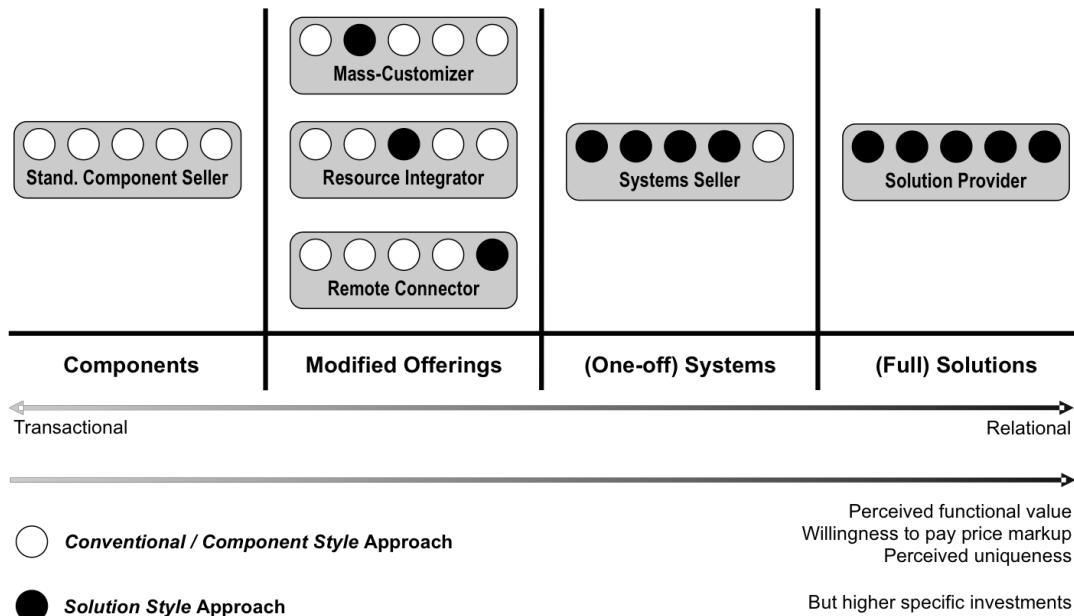 Mass-Customizer
Stand. Component Seller
Resource Integrator
Systems Seller
Solution Provider
Remote Connector
Components
Modified Offerings
(One-off) Systems
(Full) Solutions
Transactional
Relational
Perceived functional value
Willingness to pay price markup
Perceived uniqueness
Conventional / Component Style Approach
Solution Style Approach
But higher specific investments